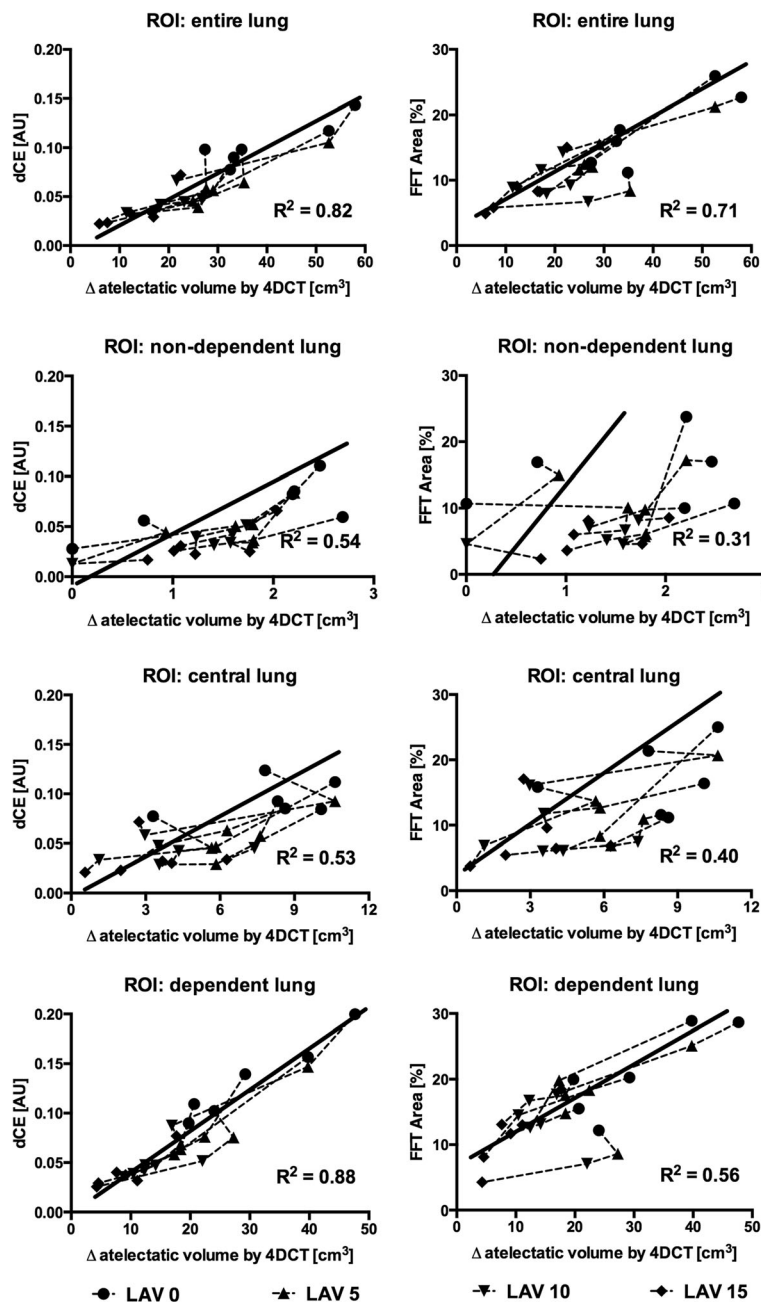 ROI: entire lung
dCE [AU]
0.20
0.15
0.10
0.05
0.00
R² = 0.82
0 10 20 30 40 50 60
Δ atelectatic volume by 4DCT [cm³]
ROI: entire lung
FFT Area [%]
30
20
10
0
R² = 0.71
0 10 20 30 40 50 60
Δ atelectatic volume by 4DCT [cm³]
ROI: non-dependent lung
dCE [AU]
0.20
0.15
0.10
0.05
0.00
R² = 0.54
0 1 2 3
Δ atelectatic volume by 4DCT [cm³]
ROI: non-dependent lung
FFT Area [%]
30
20
10
0
R² = 0.31
0 1 2
Δ atelectatic volume by 4DCT [cm³]
ROI: central lung
dCE [AU]
0.20
0.15
0.10
0.05
0.00
R² = 0.53
0 3 6 9 12
Δ atelectatic volume by 4DCT [cm³]
ROI: central lung
FFT Area [%]
30
20
10
0
R² = 0.40
0 3 6 9 12
Δ atelectatic volume by 4DCT [cm³]
ROI: dependent lung
dCE [AU]
0.20
0.15
0.10
0.05
0.00
R² = 0.88
0 10 20 30 40 50
Δ atelectatic volume by 4DCT [cm³]
ROI: dependent lung
FFT Area [%]
30
20
10
0
R² = 0.56
0 10 20 30 40 50
Δ atelectatic volume by 4DCT [cm³]
LAV 0 LAV 5 LAV 10 LAV 15